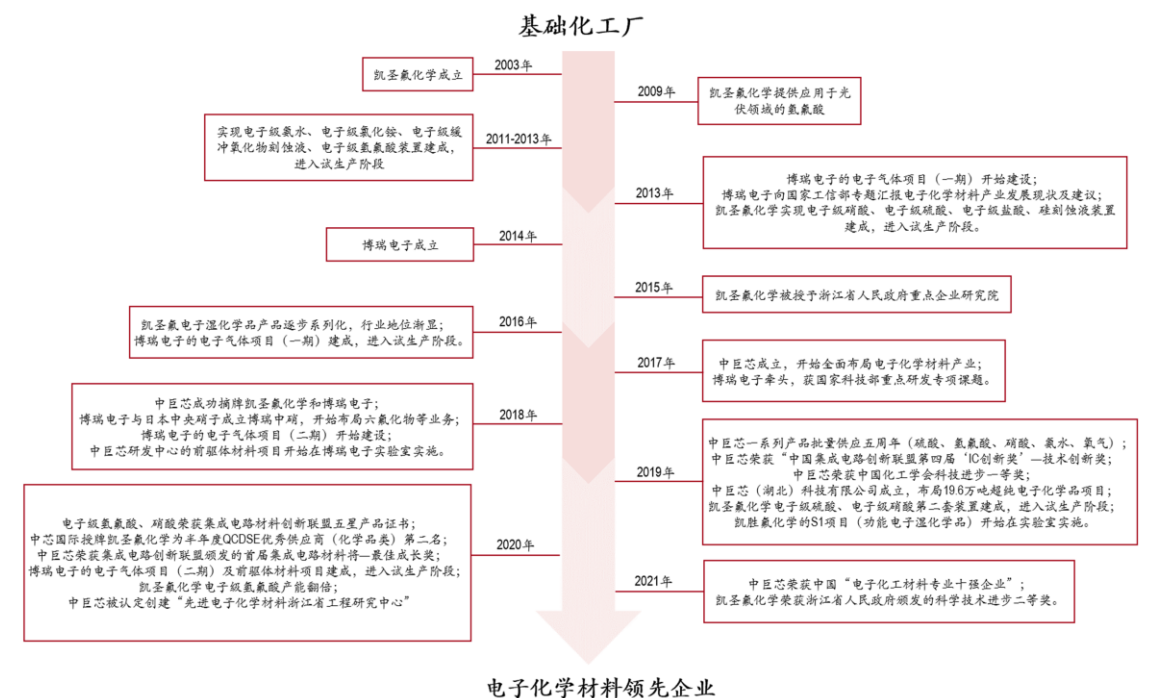 基础化工厂
2003年
凯圣氟化学成立
2009年
凯圣氟化学提供应用于光
伏领域的氢氟酸
2011-2013年
实现电子级氨水、电子级氟化铵、电子级缓
冲氧化物刻蚀液、电子级氢氟酸装置建成，
进入试生产阶段
2013年
博瑞电子的电子气体项目（一期）开始建设；
博瑞电子向国家工信部专题汇报电子化学材料产业发展现状及建议；
凯圣氟化学实现电子级硝酸、电子级硫酸、电子级盐酸、硅刻蚀液装置
建成，进入试生产阶段。
2014年
博瑞电子成立
2015年
凯圣氟化学被授予浙江省人民政府重点企业研究院
2016年
凯圣氟电子湿化学品产品逐步系列化，行业地位渐显；
博瑞电子的电子气体项目（一期）建成，进入试生产阶段。
2017年
中巨芯成立，开始全面布局电子化学材料产业；
博瑞电子牵头，获国家科技部重点研发专项课题。
2018年
中巨芯成功摘牌凯圣氟化学和博瑞电子；
博瑞电子与日本中央硝子成立博瑞中硝，开始布局六氟化物等业务；
博瑞电子的电子气体项目（二期）开始建设；
中巨芯研发中心的前驱体材料项目开始在博瑞电子实验室实施。
2019年
中巨芯一系列产品批量供应五周年（硫酸、氢氟酸、硝酸、氨水、氧气）；
中巨芯荣获“中国集成电路创新联盟第四届‘IC创新奖’—技术创新奖；
中巨芯荣获中国化工学会科技进步一等奖；
中巨芯（湖北）科技有限公司成立，布局19.6万吨超纯电子化学品项目；
凯圣氟化学电子级硫酸、电子级硝酸第二套装置建成，进入试生产阶段；
凯胜氟化学的S1项目（功能电子湿化学品）开始在实验室实施。
2020年
电子级氢氟酸、硝酸荣获集成电路材料创新联盟五星产品证书；
中芯国际授牌凯圣氟化学为半年度QCDSE优秀供应商（化学品类）第二名；
中巨芯荣获集成电路创新联盟颁发的首届集成电路材料将—最佳成长奖；
博瑞电子的电子气体项目（二期）及前驱体材料项目建成，进入试生产阶段；
凯圣氟化学电子级氢氟酸产能翻倍；
中巨芯被认定创建“先进电子化学材料浙江省工程研究中心”
2021年
中巨芯荣获中国“电子化工材料专业十强企业”；
凯圣氟化学荣获浙江省人民政府颁发的科学技术进步二等奖。
电子化学材料领先企业